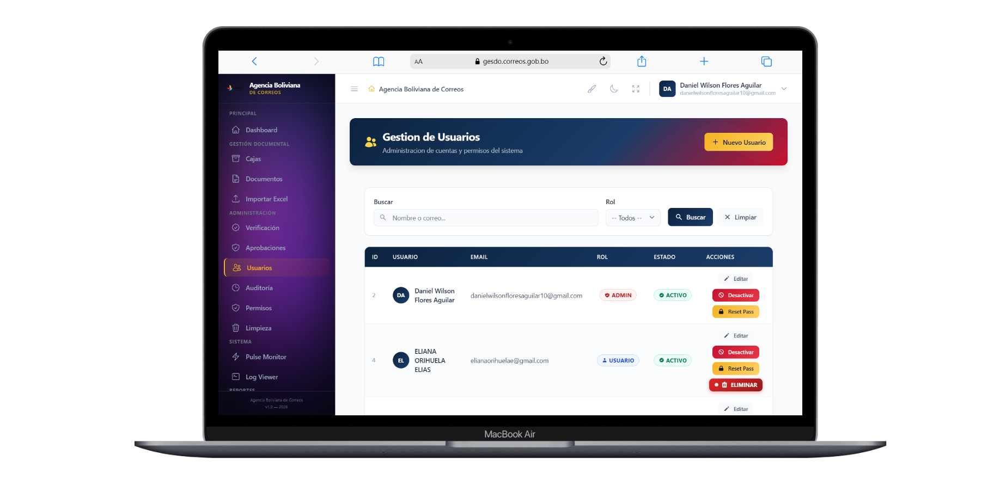 AA gesdo.correos.gob.bo
Agencia Boliviana
DE CORREOS
PRINCIPAL
Dashboard
GESTIÓN DOCUMENTAL
Cajas
Documentos
Importar Excel
ADMINISTRACIÓN
Verificación
Aprobaciones
Usuarios
Auditoría
Permisos
Limpieza
SISTEMA
Pulse Monitor
Log Viewer
REPORTES
Agencia Boliviana de Correos
v1.0 — 2026
Agencia Boliviana de Correos
DA
Daniel Wilson Flores Aguilar
danielwilsonfloresaguilar10@gmail.com
Gestion de Usuarios
Administracion de cuentas y permisos del sistema
Nuevo Usuario
Buscar
Nombre o correo...
Rol
-- Todos --
Buscar
Limpiar
ID USUARIO EMAIL ROL ESTADO ACCIONES
2
DA
Daniel Wilson
Flores Aguilar
danielwilsonfloresaguilar10@gmail.com
ADMIN
ACTIVO
Editar
Desactivar
Reset Pass
4
EL
ELIANA
ORIHUELA
ELIAS
elianaorihuelae@gmail.com
USUARIO
ACTIVO
Editar
Desactivar
Reset Pass
ELIMINAR
Editar
MacBook Air